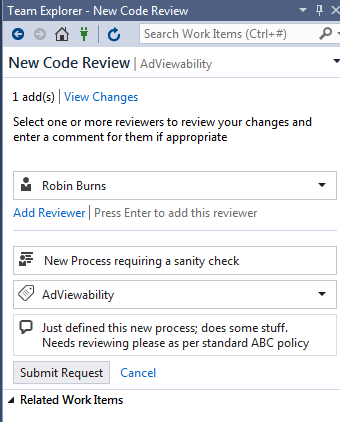 Team Explorer - New Code Review
Search Work Items (Ctrl+#)
New Code Review | AdViewability
1 add(s) | View Changes
Select one or more reviewers to review your changes and
enter a comment for them if appropriate
Robin Burns
Add Reviewer | Press Enter to add this reviewer
New Process requiring a sanity check
AdViewability
Just defined this new process; does some stuff.
Needs reviewing please as per standard ABC policy
Submit Request Cancel
Related Work Items